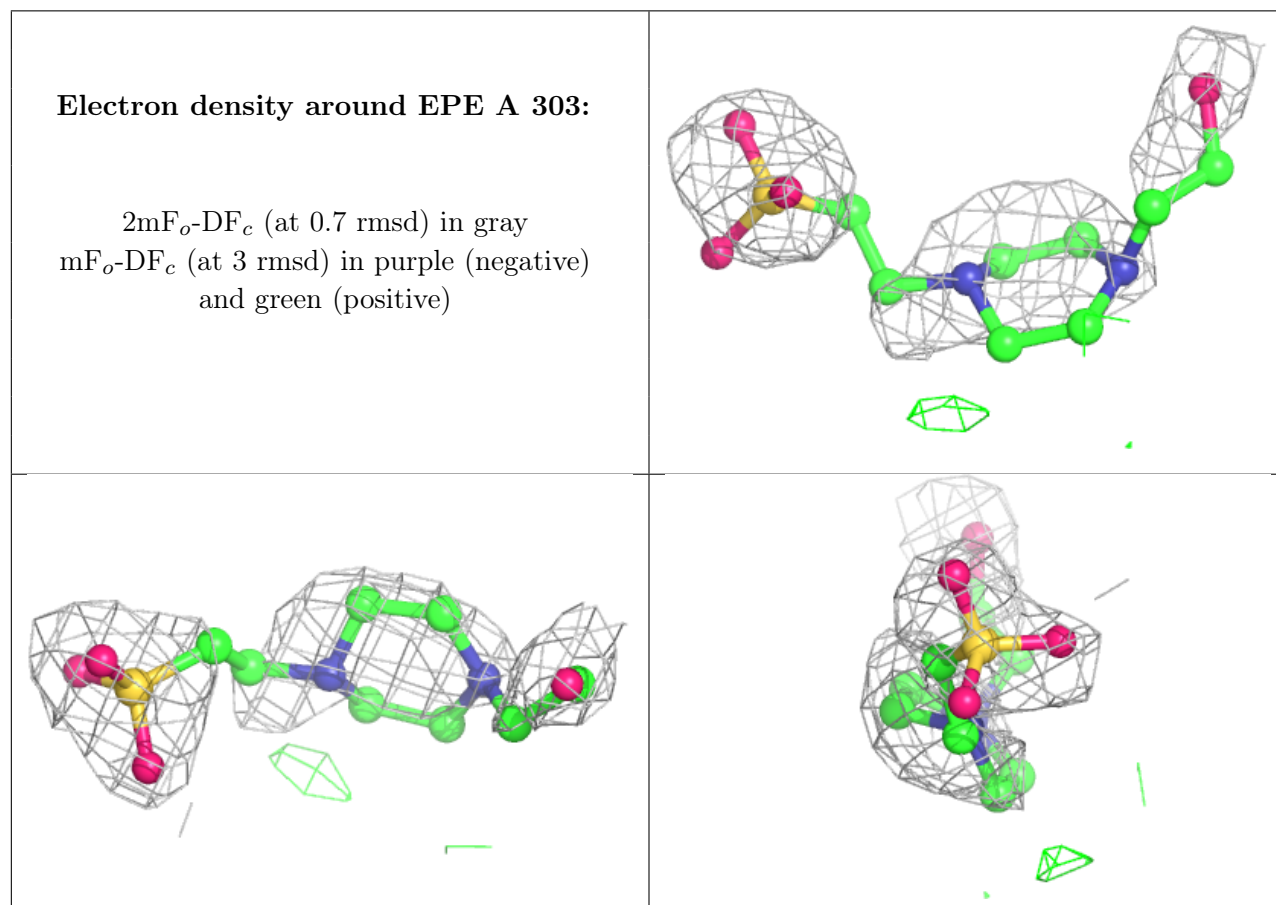 Electron density around EPE A 303:
2mFo-DFc (at 0.7 rmsd) in gray
mFo-DFc (at 3 rmsd) in purple (negative)
and green (positive)